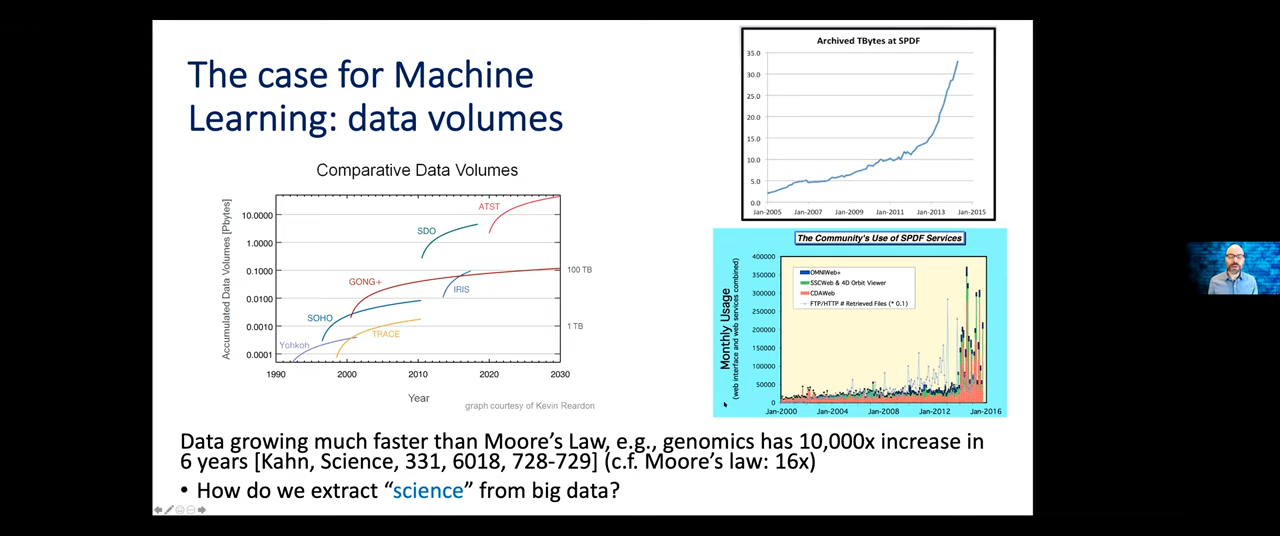 The case for Machine
Learning: data volumes
Comparative Data Volumes
Accumulated Data Volumes [Pbytes]
10.0000
1.0000
0.1000
0.0100
0.0010
0.0001
ATST
SDO
GONG+
IRIS
SOHO
TRACE
Yohkoh
100 TB
1 TB
1990 2000 2010 2020 2030
Year
graph courtesy of Kevin Reardon
Archived TBytes at SPDF
35.0
30.0
25.0
20.0
15.0
10.0
5.0
0.0
Jan-2005 Jan-2007 Jan-2009 Jan-2011 Jan-2013 Jan-2015
The Community's Use of SPDF Services
Monthly Usage
(web interface and web services combined)
400000
350000
300000
250000
200000
150000
100000
50000
0
OMNIWeb+
SSCWeb & 4D Orbit Viewer
CDAWeb
FTP/HTTP # Retrieved Files (* 0.1)
Jan-2000 Jan-2004 Jan-2008 Jan-2012 Jan-2016
Data growing much faster than Moore's Law, e.g., genomics has 10,000x increase in
6 years [Kahn, Science, 331, 6018, 728-729] (c.f. Moore's law: 16x)
• How do we extract “science” from big data?